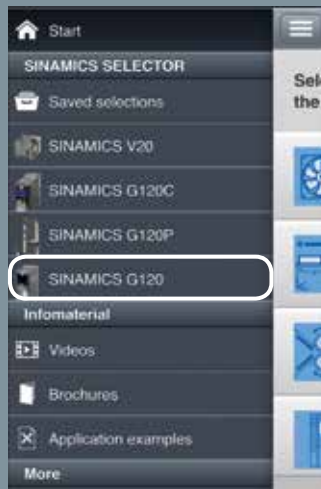 Start
SINAMICS SELECTOR
Saved selections
SINAMICS V20
SINAMICS G120C
SINAMICS G120P
SINAMICS G120
Infomaterial
Videos
Brochures
Application examples
More
the